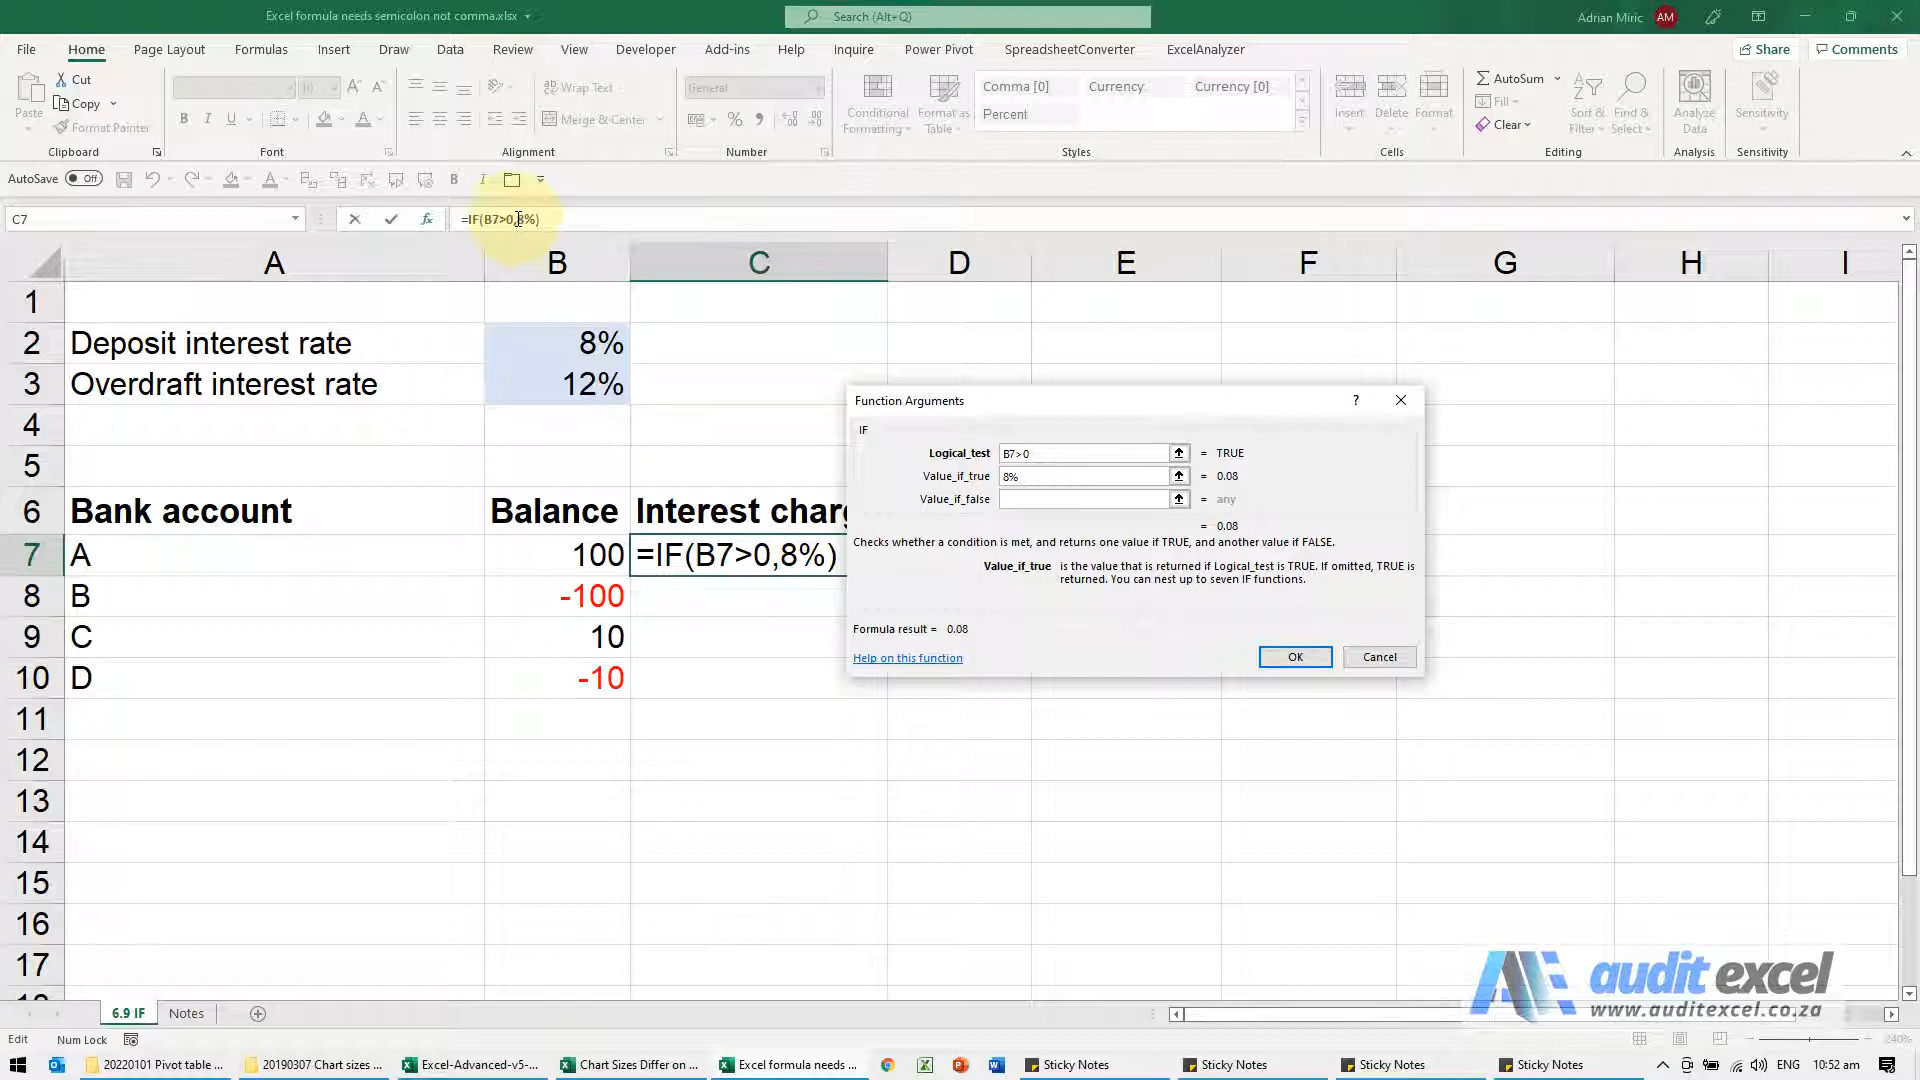 Excel formula needs semicolon not comma.xlsx
Search (Alt+Q)
Adrian Miric AM
File Home Page Layout Formulas Insert Draw Data Review View Developer Add-ins Help Inquire Power Pivot SpreadsheetConverter ExcelAnalyzer Share Comments
Paste Cut Copy Format Painter
Wrap Text
Merge & Center
General
Conditional Formatting Format as Table
Comma [0] Currency Currency [0]
Percent
Insert Delete Format
AutoSum Fill Clear
Sort & Filter Find & Select
Analyze Data
Sensitivity
Clipboard Font Alignment Number Styles Cells Editing Analysis Sensitivity
AutoSave Off
C7 fx =IF(B7>0,8%)
A B C D E F G H I
1
2 Deposit interest rate 8%
3 Overdraft interest rate 12%
4
5
6 Bank account Balance Interest charg
7 A 100 =IF(B7>0,8%)
8 B -100
9 C 10
10 D -10
11
12
13
14
15
16
17
Function Arguments ?
IF
Logical_test B7>0 = TRUE
Value_if_true 8% = 0.08
Value_if_false = any
= 0.08
Checks whether a condition is met, and returns one value if TRUE, and another value if FALSE.
Value_if_true is the value that is returned if Logical_test is TRUE. If omitted, TRUE is
returned. You can nest up to seven IF functions.
Formula result = 0.08
Help on this function
OK Cancel
audit excel
www.auditexcel.co.za
6.9 IF Notes
Edit Num Lock 240%
20220101 Pivot table ... 20190307 Chart sizes ... Excel-Advanced-v5-... Chart Sizes Differ on ... Excel formula needs ... Sticky Notes Sticky Notes Sticky Notes Sticky Notes ENG 10:52 am